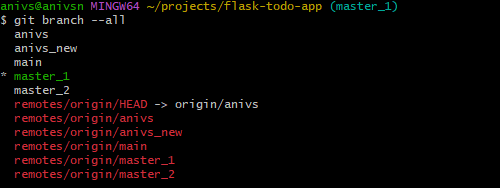 anivs@anivsn MINGW64 ~/projects/flask-todo-app (master_1)
$ git branch --all
  anivs
  anivs_new
  main
* master_1
  master_2
  remotes/origin/HEAD -> origin/anivs
  remotes/origin/anivs
  remotes/origin/anivs_new
  remotes/origin/main
  remotes/origin/master_1
  remotes/origin/master_2